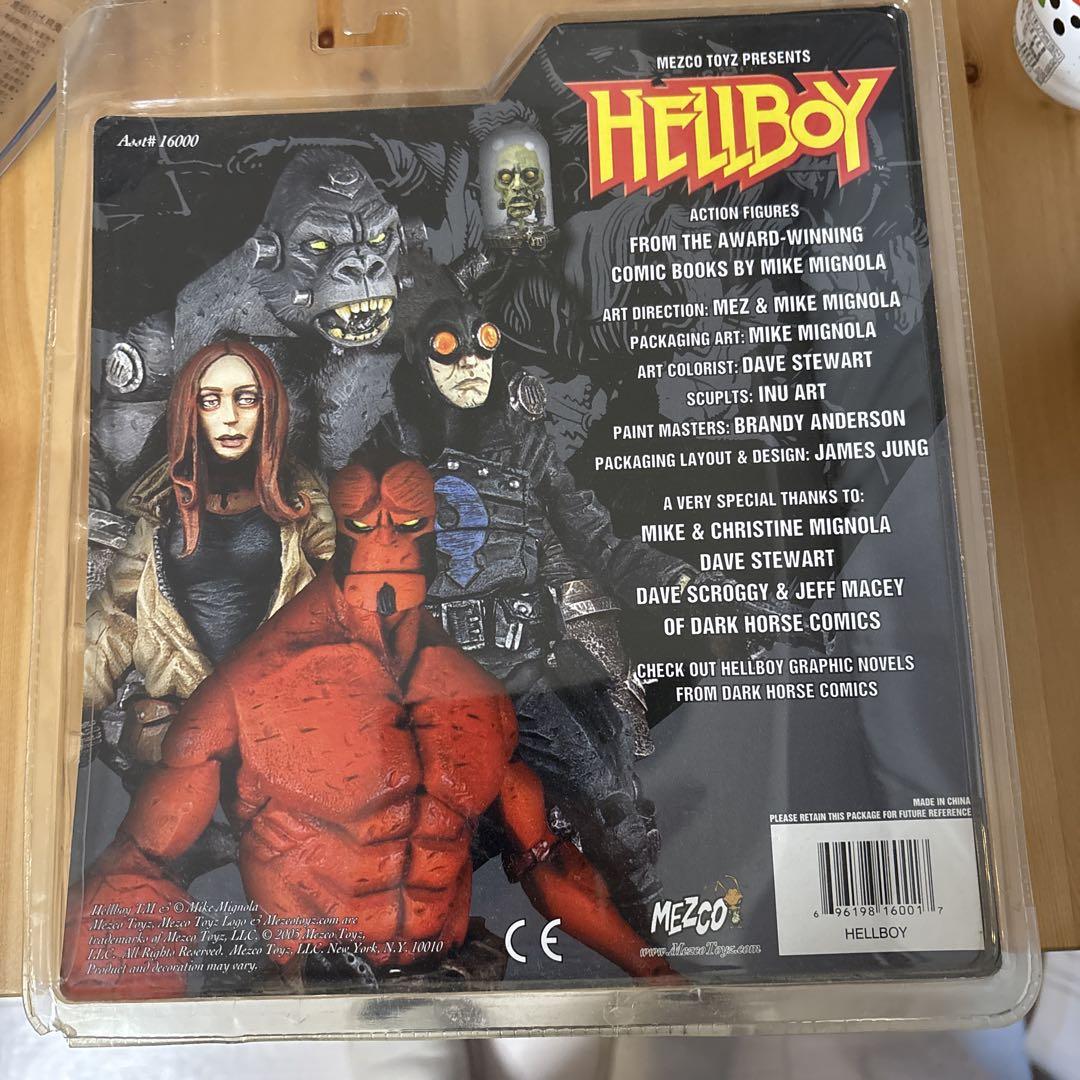 Asst# 16000
MEZCO TOYZ PRESENTS
HELLBOY
ACTION FIGURES
FROM THE AWARD-WINNING
COMIC BOOKS BY MIKE MIGNOLA
ART DIRECTION: MEZ & MIKE MIGNOLA
PACKAGING ART: MIKE MIGNOLA
ART COLORIST: DAVE STEWART
SCUPLTS: INU ART
PAINT MASTERS: BRANDY ANDERSON
PACKAGING LAYOUT & DESIGN: JAMES JUNG
A VERY SPECIAL THANKS TO:
MIKE & CHRISTINE MIGNOLA
DAVE STEWART
DAVE SCROGGY & JEFF MACEY
OF DARK HORSE COMICS
CHECK OUT HELLBOY GRAPHIC NOVELS
FROM DARK HORSE COMICS
MADE IN CHINA
PLEASE RETAIN THIS PACKAGE FOR FUTURE REFERENCE
6 96198 16001 7
HELLBOY
MEZCO
www.MezcoToyz.com
CE
Hellboy TM & © Mike Mignola
Mezco Toyz, Mezco Toyz Logo & Mezcotoyz.com are
trademarks of Mezco Toyz, LLC. © 2005 Mezco Toyz,
LLC. All Rights Reserved. Mezco Toyz, LLC. New York, N.Y. 10010
Product and decoration may vary.